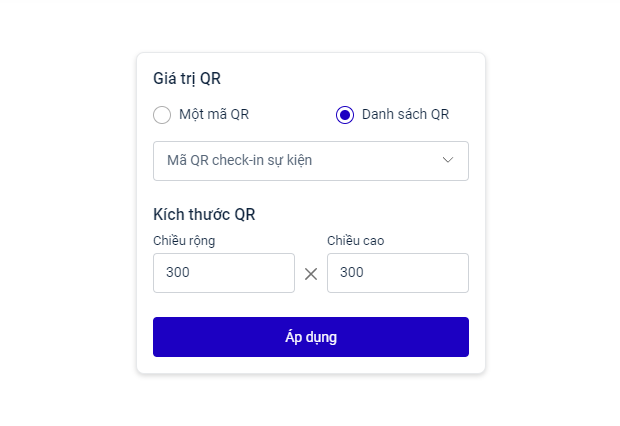 Giá trị QR
Một mã QR
Danh sách QR
Mã QR check-in sự kiện
Kích thước QR
Chiều rộng
Chiều cao
300
300
Áp dụng